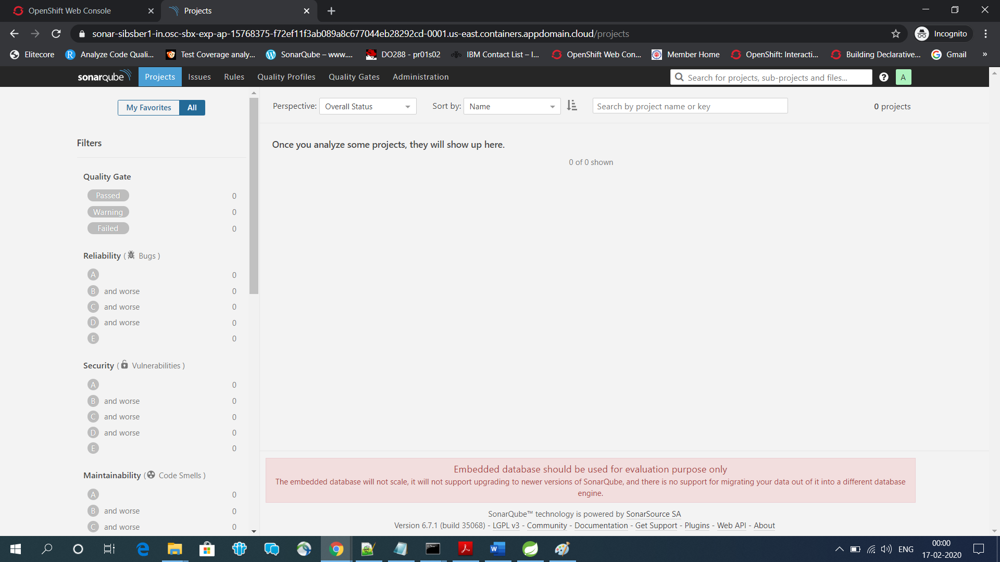 OpenShift Web Console
Projects
sonar-sibsber1-in.osc-sbx-exp-ap-15768375-f72ef11f3ab089a8c677044eb28292cd-0001.us-east.containers.appdomain.cloud/projects
Incognito
Elitecore
Analyze Code Quali...
Test Coverage analy...
SonarQube – www....
DO288 - pr01s02
IBM Contact List – I...
OpenShift Web Con...
Member Home
OpenShift: Interacti...
Building Declarative...
Gmail
»
sonarqube
Projects
Issues
Rules
Quality Profiles
Quality Gates
Administration
Search for projects, sub-projects and files...
A
My Favorites
All
Perspective: Overall Status
Sort by: Name
Search by project name or key
0 projects
Filters
Once you analyze some projects, they will show up here.
0 of 0 shown
Quality Gate
Passed 0
Warning 0
Failed 0
Reliability ( Bugs )
A 0
B and worse 0
C and worse 0
D and worse 0
E 0
Security ( Vulnerabilities )
A 0
B and worse 0
C and worse 0
D and worse 0
E 0
Maintainability ( Code Smells )
A 0
B and worse 0
C and worse 0
Embedded database should be used for evaluation purpose only
The embedded database will not scale, it will not support upgrading to newer versions of SonarQube, and there is no support for migrating your data out of it into a different database
engine.
SonarQube™ technology is powered by SonarSource SA
Version 6.7.1 (build 35068) - LGPL v3 - Community - Documentation - Get Support - Plugins - Web API - About
ENG
00:00
17-02-2020